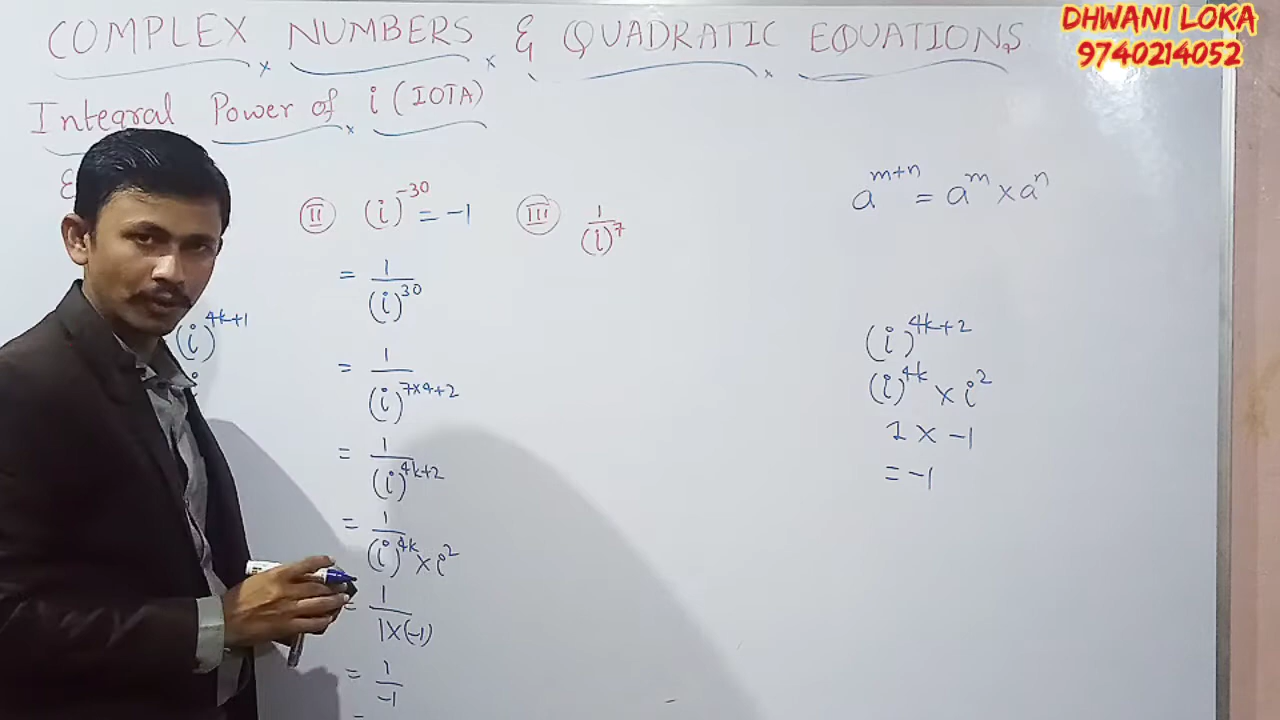 DHWANI LOKA
9740214052
COMPLEX NUMBERS & QUADRATIC EQUATIONS
Integral Power of i (IOTA)
(i)^4k+1
i
II (i)^-30 = -1
= 1/(i)^30
= 1/(i)^7×4+2
= 1/(i)^4k+2
= 1/(i)^4k × i^2
= 1/1×(-1)
= 1/-1
=
III 1/(i)^7
a^m+n = a^m × a^n
(i)^4k+2
(i)^4k × i^2
1 × -1
= -1